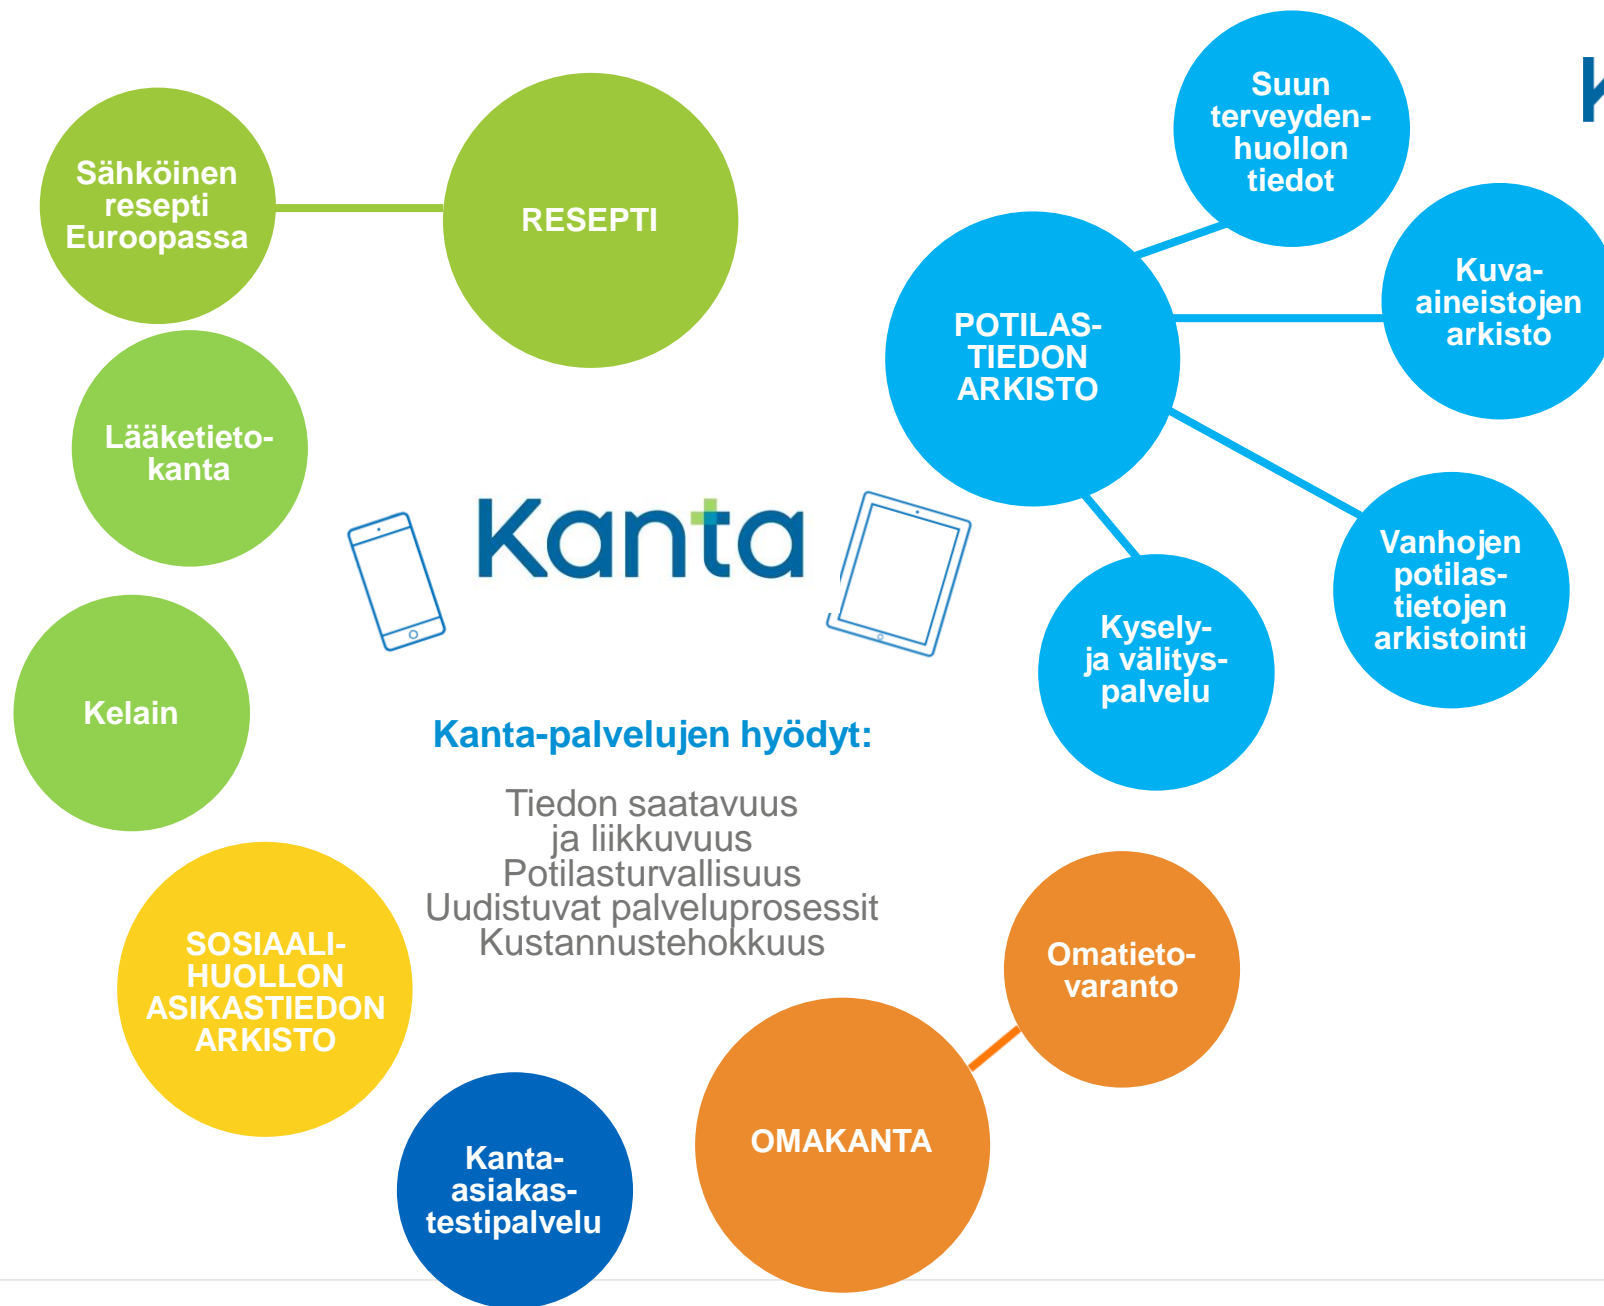 Sähköinen
resepti
Euroopassa
RESEPTI
Suun
terveyden-
huollon
tiedot
K
Kuva-
aineistojen
arkisto
POTILAS-
TIEDON
ARKISTO
Lääketieto-
kanta
Kanta
Vanhojen
potilas-
tietojen
arkistointi
Kysely-
ja välitys-
palvelu
Kelain
Kanta-palvelujen hyödyt:
Tiedon saatavuus
ja liikkuvuus
Potilasturvallisuus
Uudistuvat palveluprosessit
Kustannustehokkuus
SOSIAALI-
HUOLLON
ASIKASTIEDON
ARKISTO
Omatieto-
varanto
OMAKANTA
Kanta-
asiakas-
testipalvelu